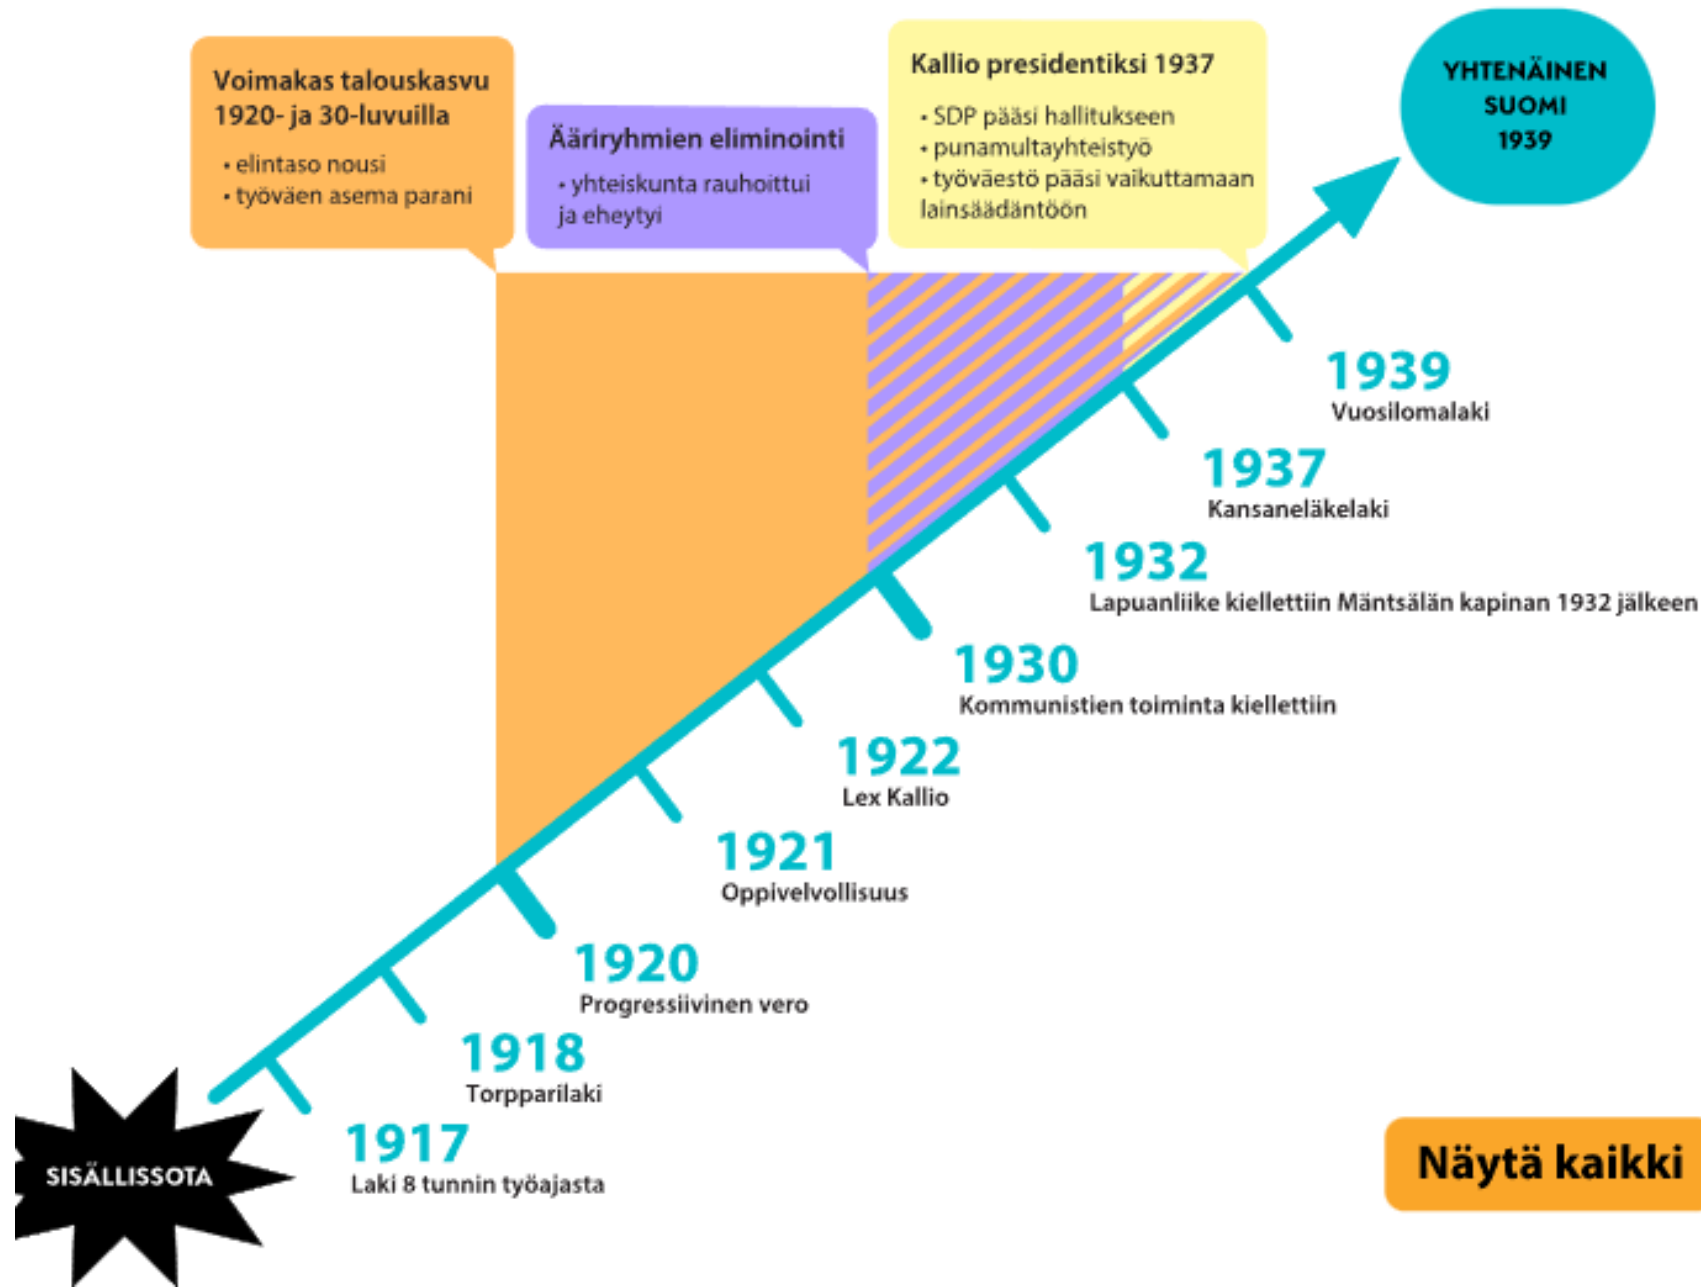 Voimakas talouskasvu
1920- ja 30-luvuilla
• elintaso nousi
• työväen asema parani
Ääriryhmien eliminointi
• yhteiskunta rauhoittui
ja eheytyi
Kallio presidentiksi 1937
• SDP pääsi hallitukseen
• punamultayhteistyö
• työväestö pääsi vaikuttamaan
lainsäädäntöön
YHTENÄINEN
SUOMI
1939
1939
Vuosilomalaki
1937
Kansaneläkelaki
1932
Lapuanliike kiellettiin Mäntsälän kapinan 1932 jälkeen
1930
Kommunistien toiminta kiellettiin
1922
Lex Kallio
1921
Oppivelvollisuus
1920
Progressiivinen vero
1918
Torpparilaki
1917
Laki 8 tunnin työajasta
SISÄLLISSOTA
Näytä kaikki